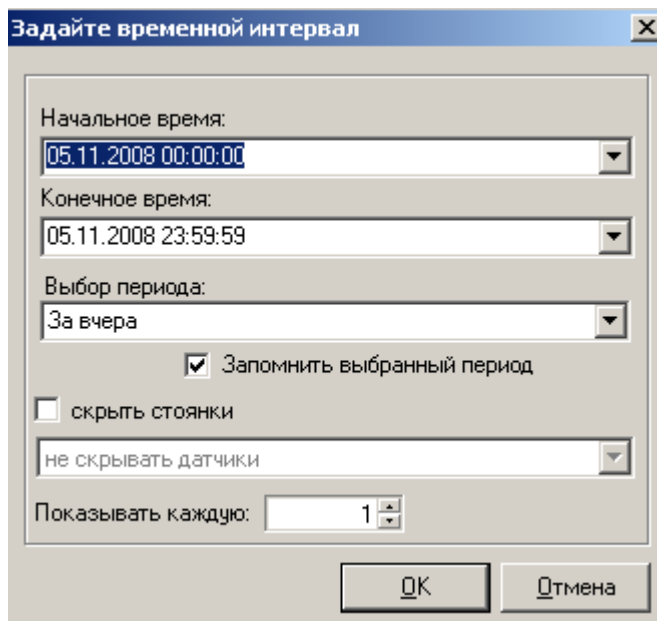 Задайте временной интервал
Начальное время:
05.11.2008 00:00:00
Конечное время:
05.11.2008 23:59:59
Выбор периода:
За вчера
Запомнить выбранный период
скрыть стоянки
не скрывать датчики
Показывать каждую: 1
OK Отмена